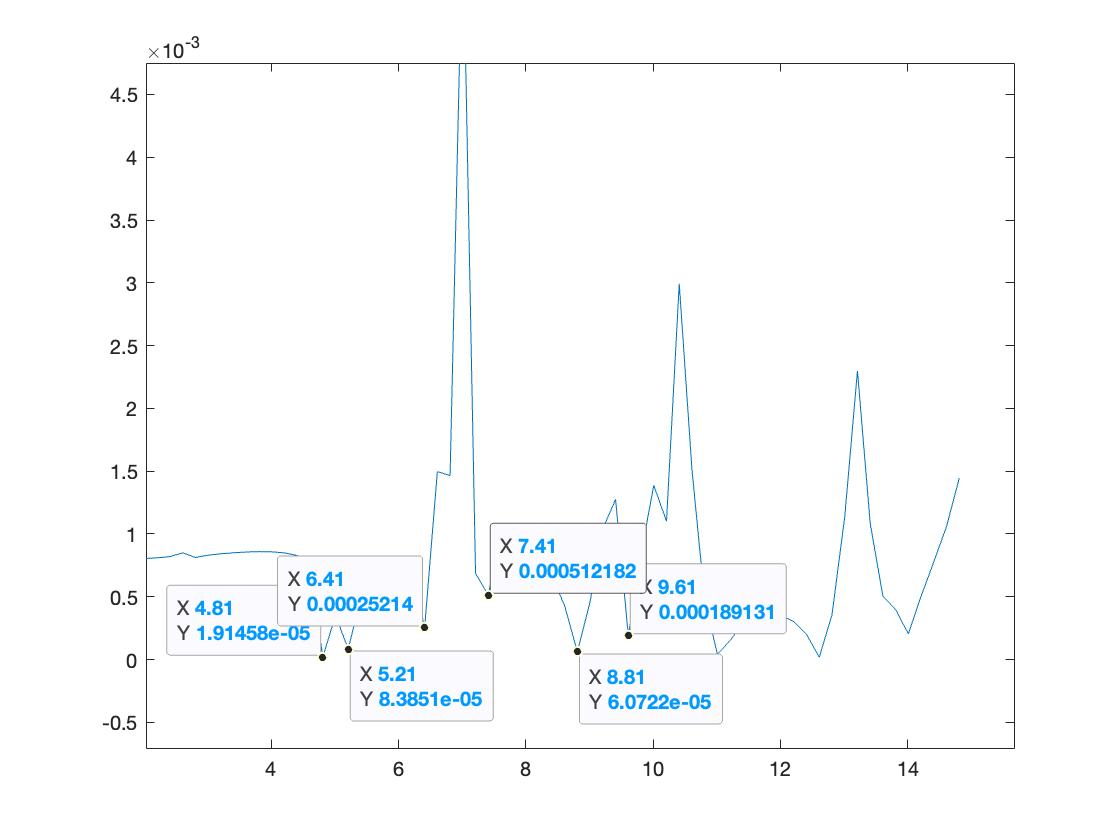 ×10-3
4.5
4
3.5
3
2.5
2
1.5
1
0.5
0
-0.5
X 7.41
Y 0.000512182
X 6.41
Y 0.00025214
X 9.61
Y 0.000189131
X 4.81
Y 1.91458e-05
X 5.21
Y 8.3851e-05
X 8.81
Y 6.0722e-05
4 6 8 10 12 14